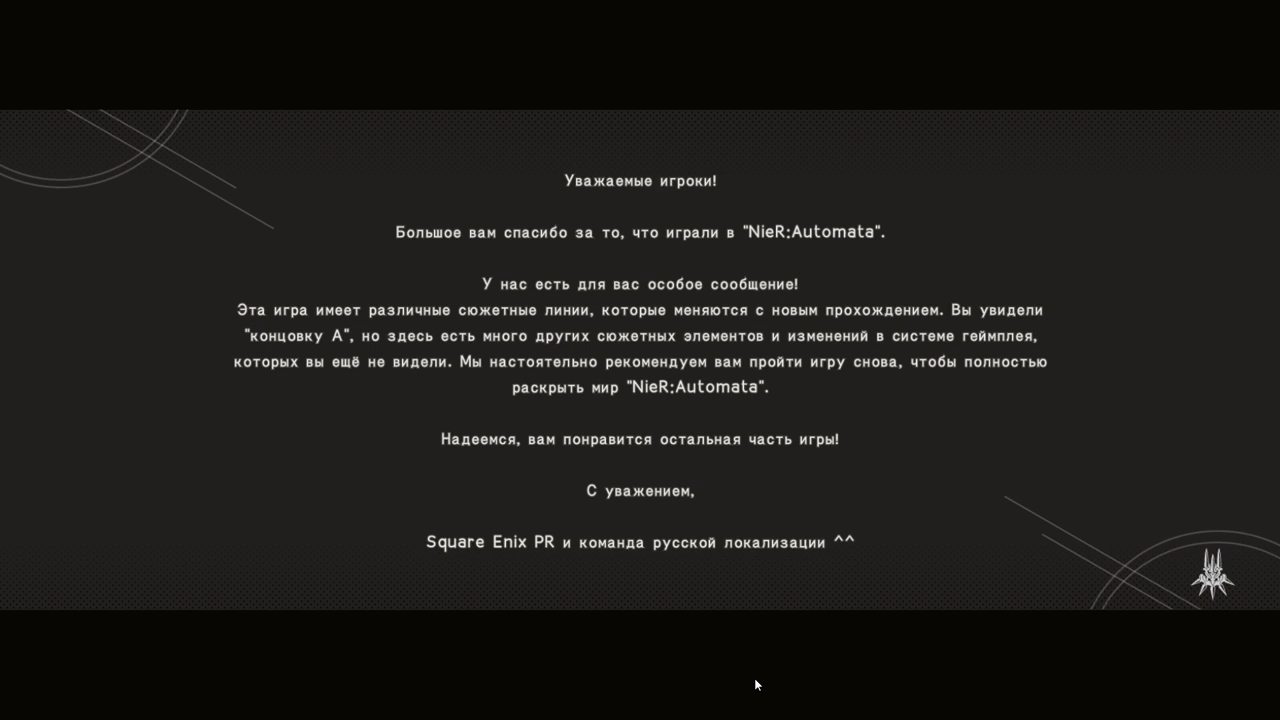 Уважаемые игроки!
Большое вам спасибо за то, что играли в "NieR:Automata".
У нас есть для вас особое сообщение!
Эта игра имеет различные сюжетные линии, которые меняются с новым прохождением. Вы увидели
"концовку А", но здесь есть много других сюжетных элементов и изменений в системе геймплея,
которых вы ещё не видели. Мы настоятельно рекомендуем вам пройти игру снова, чтобы полностью
раскрыть мир "NieR:Automata".
Надеемся, вам понравится остальная часть игры!
С уважением,
Square Enix PR и команда русской локализации ^^